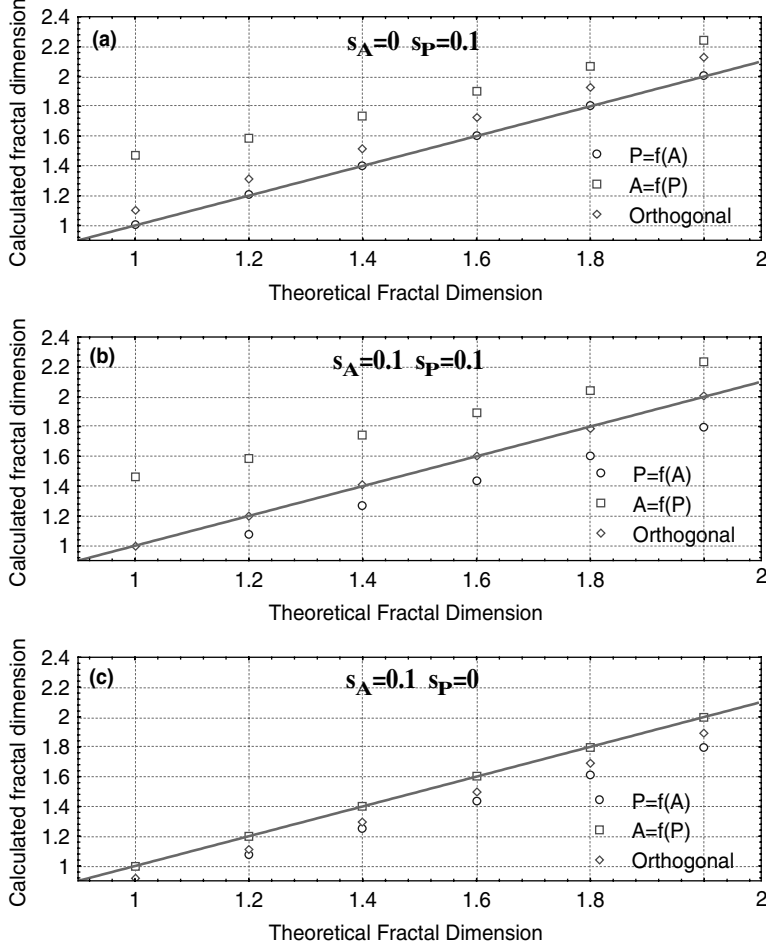 2.4
(a)
s_A=0 s_P=0.1
2.2
2
1.8
1.6
1.4
1.2
1
Calculated fractal dimension
P=f(A)
A=f(P)
Orthogonal
1 1.2 1.4 1.6 1.8 2
Theoretical Fractal Dimension
2.4
(b)
s_A=0.1 s_P=0.1
2.2
2
1.8
1.6
1.4
1.2
1
Calculated fractal dimension
P=f(A)
A=f(P)
Orthogonal
1 1.2 1.4 1.6 1.8 2
Theoretical Fractal Dimension
2.4
(c)
s_A=0.1 s_P=0
2.2
2
1.8
1.6
1.4
1.2
1
Calculated fractal dimension
P=f(A)
A=f(P)
Orthogonal
1 1.2 1.4 1.6 1.8 2
Theoretical Fractal Dimension